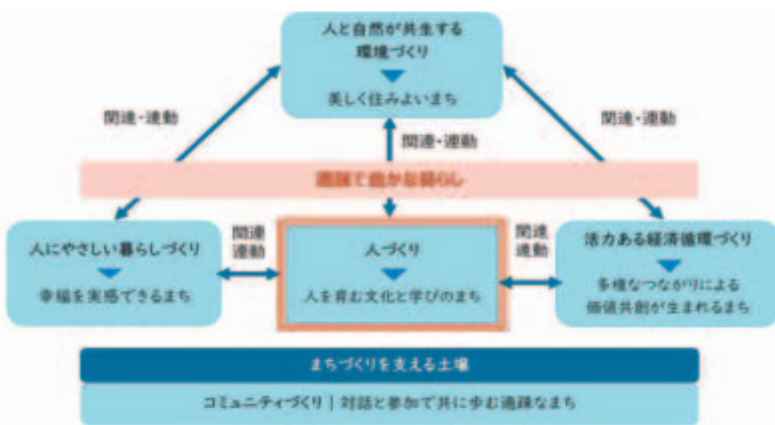 人と自然が共生する
環境づくり
美しく住みよいまち
関連・連動
関連・連動
関連・連動
適疎で豊かな暮らし
人にやさしい暮らしづくり
幸福を実感できるまち
関連
連動
人づくり
人を育む文化と学びのまち
関連
連動
活力ある経済循環づくり
多様なつながりによる
価値共創が生まれるまち
まちづくりを支える土壌
コミュニティづくり｜対話と参加で共に歩む適疎なまち